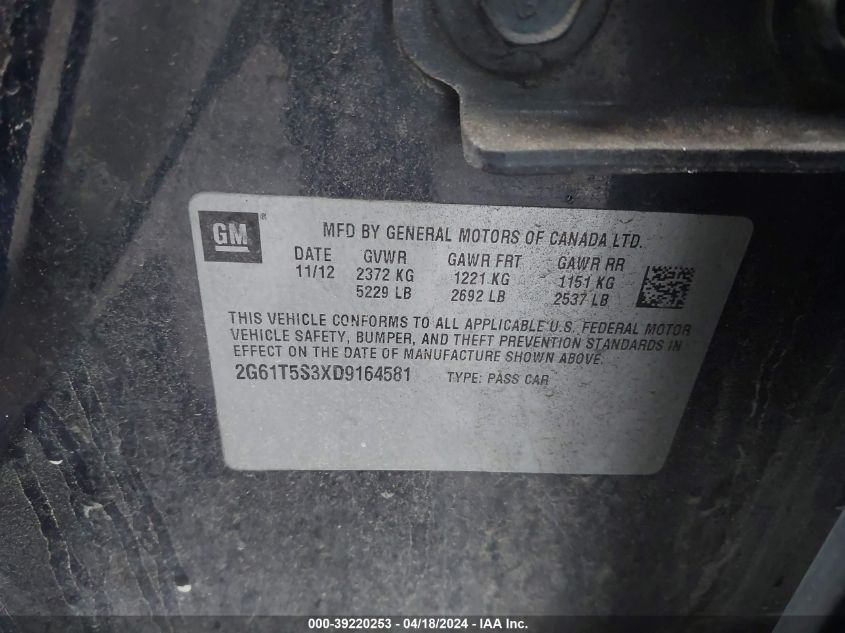 GM ®
MFD BY GENERAL MOTORS OF CANADA LTD.
DATE GVWR GAWR FRT GAWR RR
11/12 2372 KG 1221 KG 1151 KG
5229 LB 2692 LB 2537 LB
THIS VEHICLE CONFORMS TO ALL APPLICABLE U.S. FEDERAL MOTOR
VEHICLE SAFETY, BUMPER, AND THEFT PREVENTION STANDARDS IN
EFFECT ON THE DATE OF MANUFACTURE SHOWN ABOVE.
2G61T5S3XD9164581 TYPE: PASS CAR
000-39220253 - 04/18/2024 - IAA Inc.